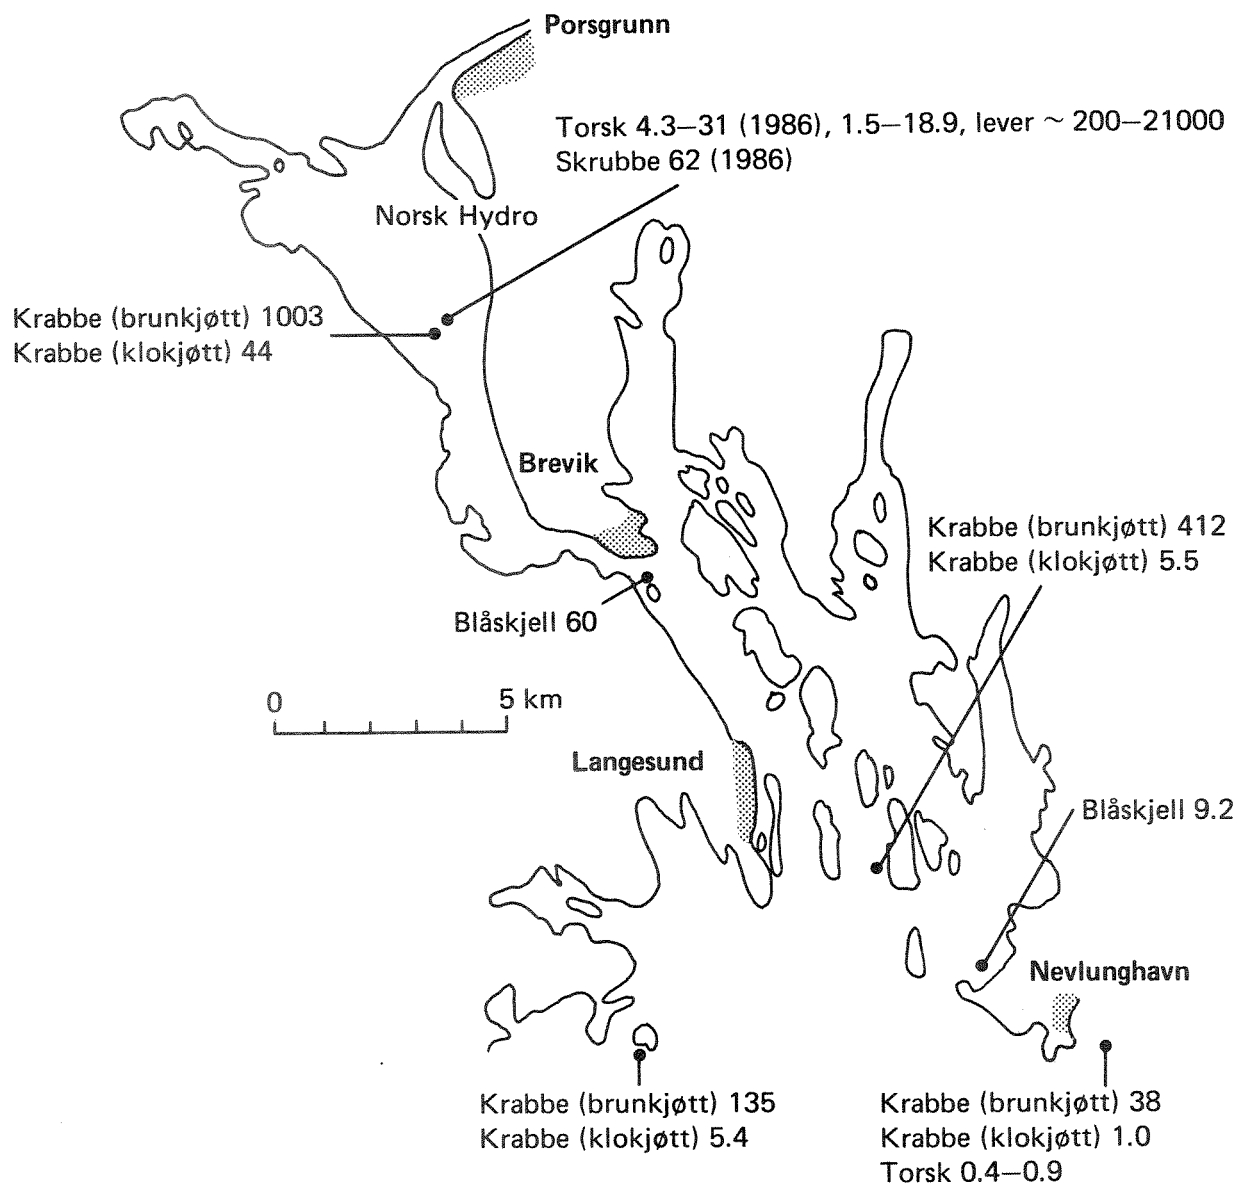 Porsgrunn
Torsk 4.3–31 (1986), 1.5–18.9, lever ~ 200–21000
Skrubbe 62 (1986)
Norsk Hydro
Krabbe (brunkjøtt) 1003
Krabbe (klokjøtt) 44
Brevik
Krabbe (brunkjøtt) 412
Krabbe (klokjøtt) 5.5
Blåskjell 60
0 5 km
Langesund
Blåskjell 9.2
Nevlunghavn
Krabbe (brunkjøtt) 135
Krabbe (klokjøtt) 5.4
Krabbe (brunkjøtt) 38
Krabbe (klokjøtt) 1.0
Torsk 0.4–0.9